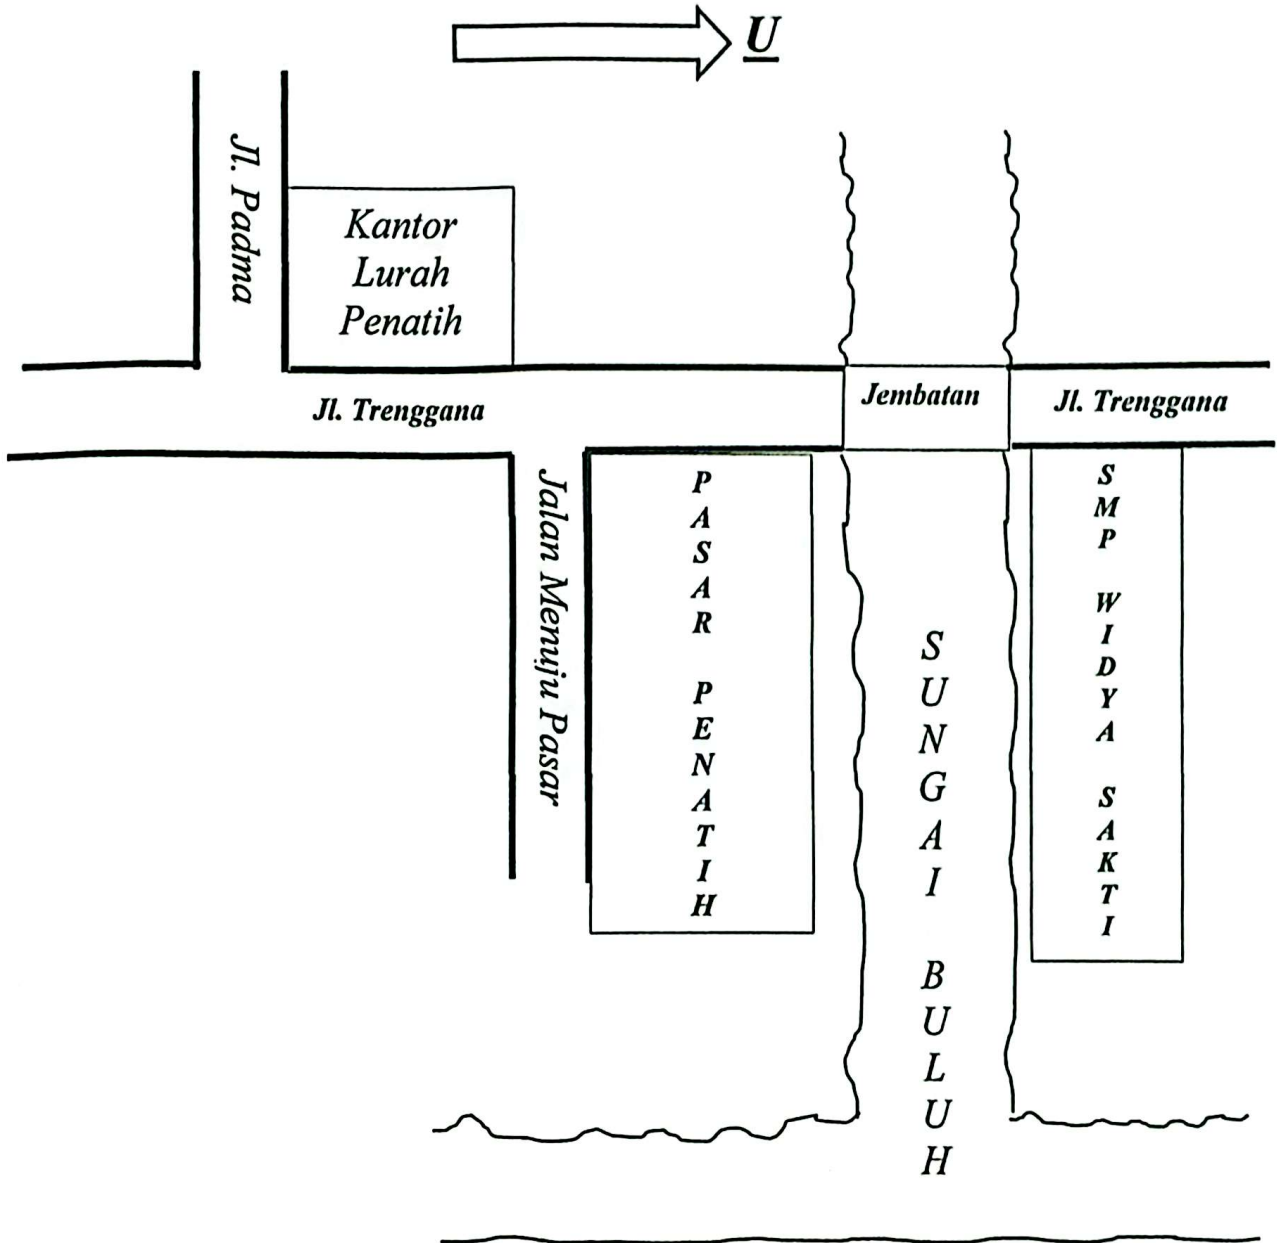 U
Jl. Padma
Kantor
Lurah
Penatih
Jl. Trenggana
Jembatan
Jl. Trenggana
Jalan Menuju Pasar
PASAR PENATIH
SUNGAI BULUH
SMP WIDYA SAKTI